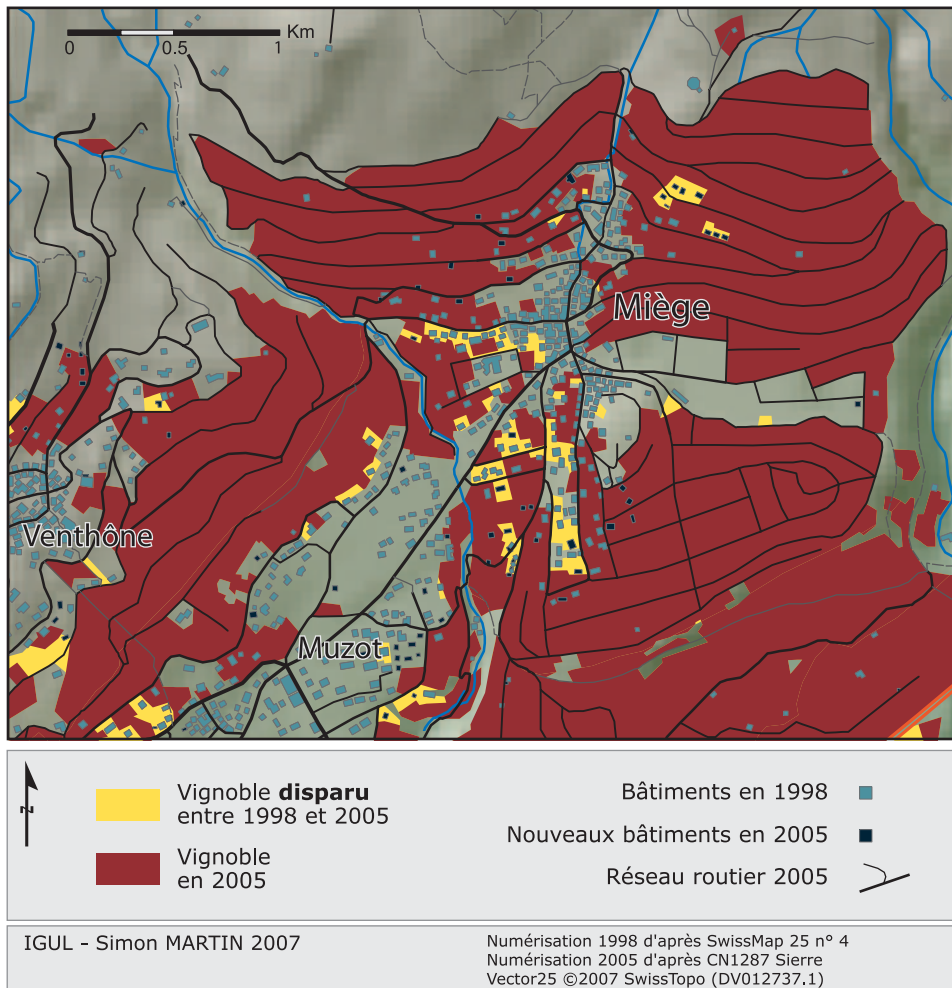 Km
0 0.5 1
Miège
Venthône
Muzot
N
Vignoble disparu
entre 1998 et 2005
Vignoble
en 2005
Bâtiments en 1998
Nouveaux bâtiments en 2005
Réseau routier 2005
IGUL - Simon MARTIN 2007
Numérisation 1998 d'après SwissMap 25 n° 4
Numérisation 2005 d'après CN1287 Sierre
Vector25 ©2007 SwissTopo (DV012737.1)